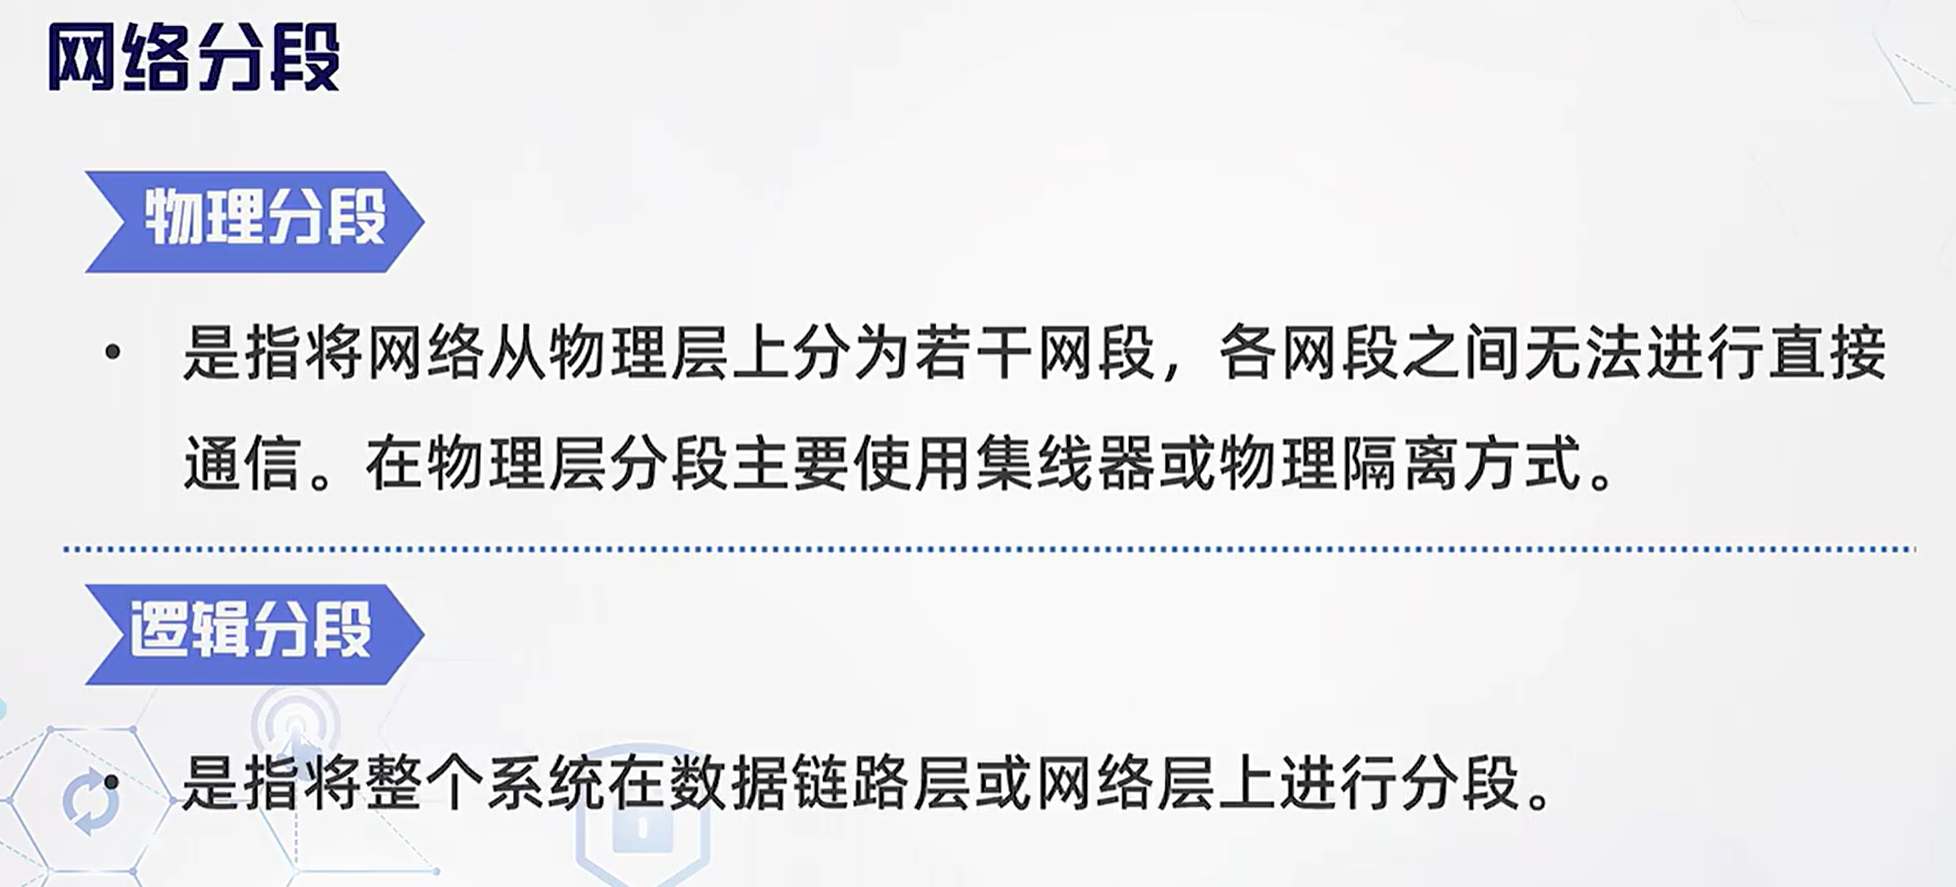 网络分段
物理分段
• 是指将网络从物理层上分为若干网段，各网段之间无法进行直接
通信。在物理层分段主要使用集线器或物理隔离方式。
逻辑分段
• 是指将整个系统在数据链路层或网络层上进行分段。